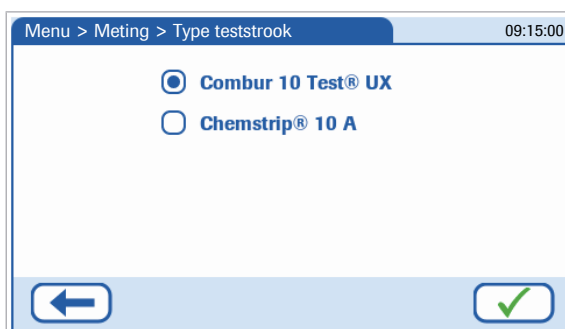 Menu > Meting > Type teststrook 09:15:00
Combur 10 Test® UX
Chemstrip® 10 A